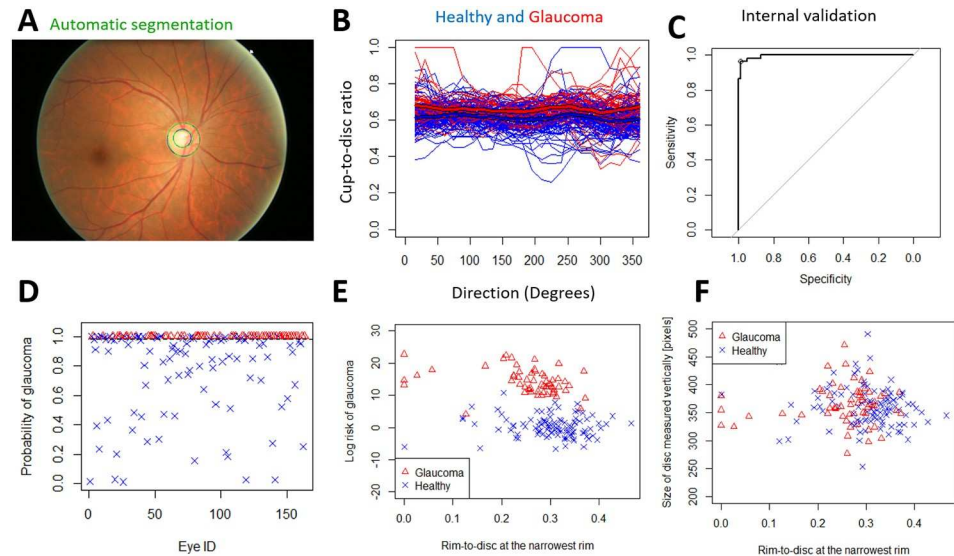 A
Automatic segmentation
B
Healthy and Glaucoma
Cup-to-disc ratio
1.0
0.8
0.6
0.4
0.2
0.0
0 50 100 150 200 250 300 350
Direction (Degrees)
C
Internal validation
Sensitivity
1.0
0.8
0.6
0.4
0.2
0.0
1.0 0.8 0.6 0.4 0.2 0.0
Specificity
D
Probability of glaucoma
1.0
0.8
0.6
0.4
0.2
0.0
0 50 100 150
Eye ID
E
Log risk of glaucoma
30
20
10
0
-10
-20
Glaucoma
Healthy
0.0 0.1 0.2 0.3 0.4
Rim-to-disc at the narrowest rim
F
Size of disc measured vertically [pixels]
500
450
400
350
300
250
200
Glaucoma
Healthy
0.0 0.1 0.2 0.3 0.4
Rim-to-disc at the narrowest rim